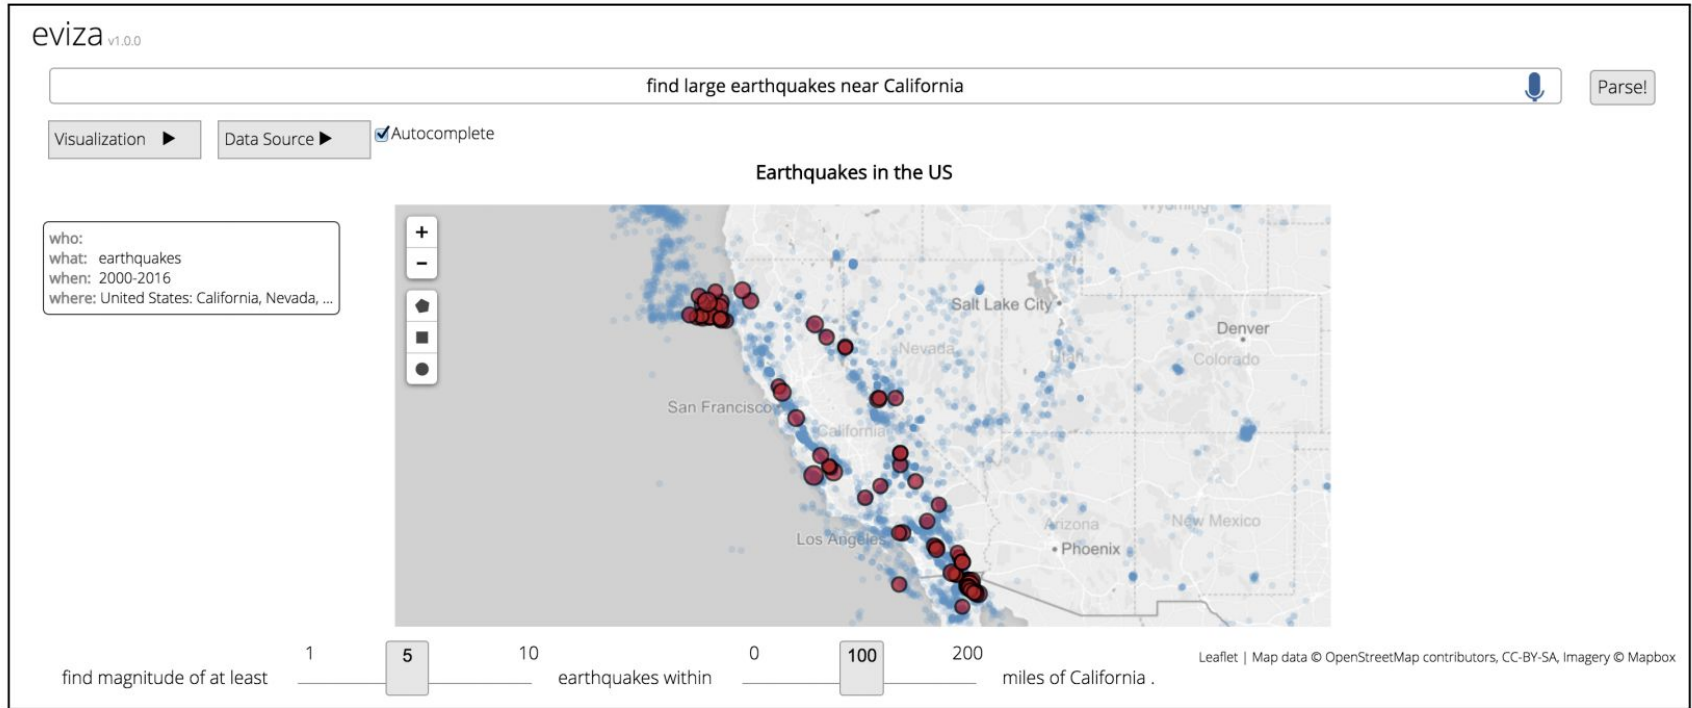 eviza v1.0.0
find large earthquakes near California
Parse!
Visualization
Data Source
Autocomplete
Earthquakes in the US
who:
what: earthquakes
when: 2000-2016
where: United States: California, Nevada, ...
+
−
Wyoming
Salt Lake City
Denver
Nevada
Utah
Colorado
San Francisco
California
Los Angeles
Arizona
New Mexico
Phoenix
find magnitude of at least 1 5 10 earthquakes within 0 100 200 miles of California .
Leaflet | Map data © OpenStreetMap contributors, CC-BY-SA, Imagery © Mapbox